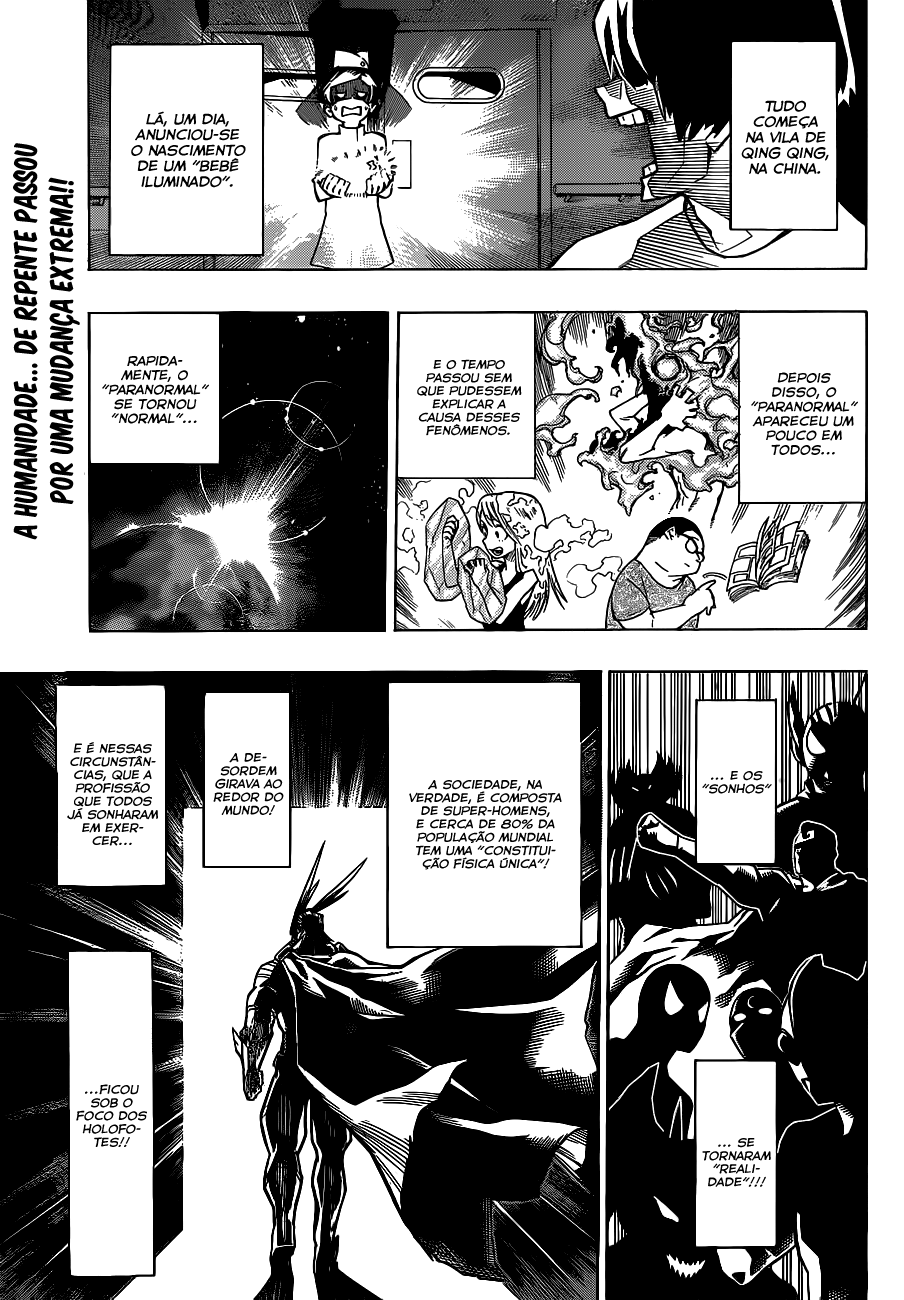 TUDO
COMEÇA
NA VILA DE
QING QING,
NA CHINA.
LÁ, UM DIA,
ANUNCIOU-SE
O NASCIMENTO
DE UM "BEBÊ
ILUMINADO".
A HUMANIDADE... DE REPENTE PASSOU
POR UMA MUDANÇA EXTREMA!!
DEPOIS
DISSO, O
"PARANORMAL"
APARECEU UM
POUCO EM
TODOS...
E O TEMPO
PASSOU SEM
QUE PUDESSEM
EXPLICAR A
CAUSA DESSES
FENÔMENOS.
RAPIDA-
MENTE, O
"PARANORMAL"
SE TORNOU
"NORMAL"...
... E OS
"SONHOS"
... SE
TORNARAM
"REALI-
DADE"!!!
A SOCIEDADE, NA
VERDADE, É COMPOSTA
DE SUPER-HOMENS,
E CERCA DE 80% DA
POPULAÇÃO MUNDIAL
TEM UMA "CONSTITUI-
ÇÃO FÍSICA ÚNICA"!
A DE-
SORDEM
GIRAVA AO
REDOR DO
MUNDO!
E É NESSAS
CIRCUNSTÂN-
CIAS, QUE A
PROFISSÃO
QUE TODOS
JÁ SONHARAM
EM EXER-
CER...
...FICOU
SOB O
FOCO DOS
HOLOFO-
TES!!